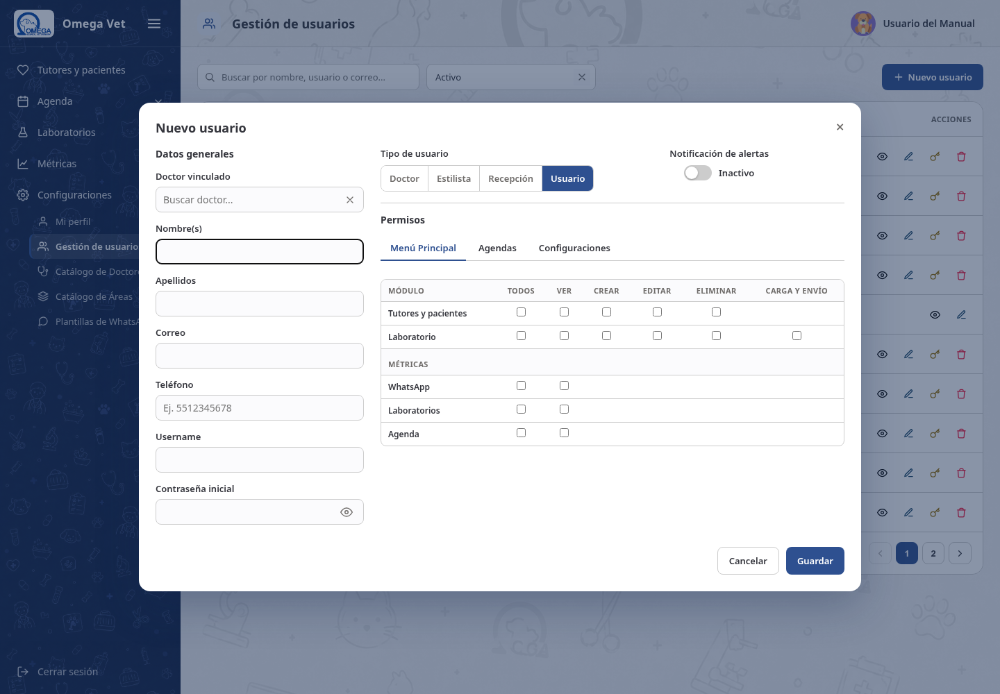 OMEGA
Omega Vet
Gestión de usuarios
Usuario del Manual
Tutores y pacientes
Agenda
Laboratorios
Métricas
Configuraciones
Mi perfil
Gestión de usuario
Catálogo de Doctor
Catálogo de Áreas
Plantillas de WhatsA
Cerrar sesión
Buscar por nombre, usuario o correo...
Activo
Nuevo usuario
ACCIONES
Nuevo usuario
Datos generales
Doctor vinculado
Buscar doctor...
Nombre(s)
Apellidos
Correo
Teléfono
Ej. 5512345678
Username
Contraseña inicial
Tipo de usuario
Doctor Estilista Recepción Usuario
Notificación de alertas
Inactivo
Permisos
Menú Principal Agendas Configuraciones
MÓDULO TODOS VER CREAR EDITAR ELIMINAR CARGA Y ENVÍO
Tutores y pacientes
Laboratorio
MÉTRICAS
WhatsApp
Laboratorios
Agenda
Cancelar Guardar
1 2